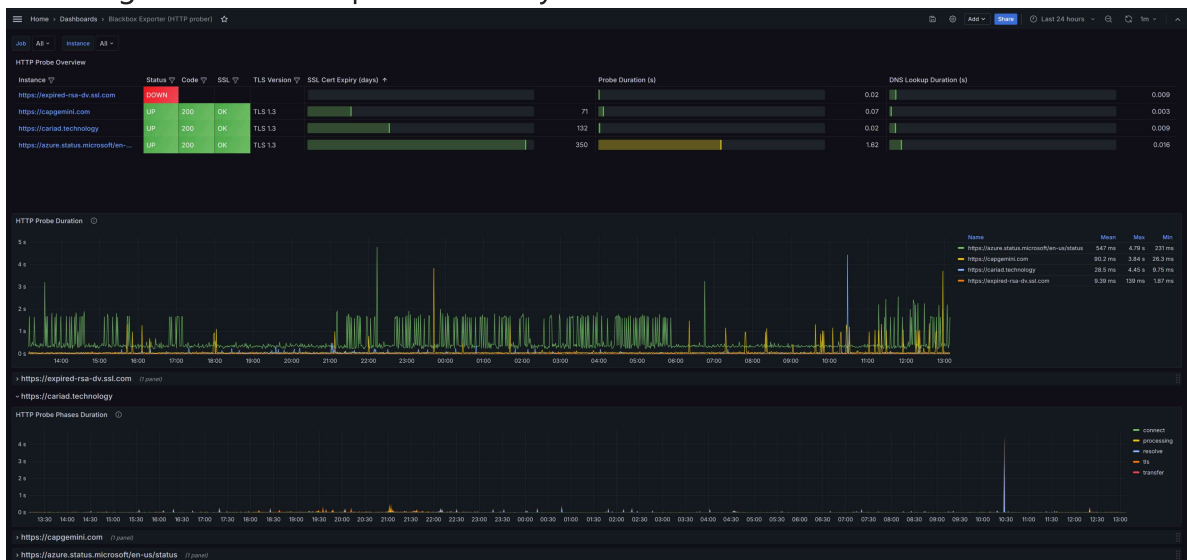 Home › Dashboards › Blackbox Exporter (HTTP prober)
Add
Share
Last 24 hours
1m
Job All
Instance All
HTTP Probe Overview
Instance Status Code SSL TLS Version SSL Cert Expiry (days) ↑ Probe Duration (s) DNS Lookup Duration (s)
https://expired-rsa-dv.ssl.com DOWN 0.02 0.009
https://capgemini.com UP 200 OK TLS 1.3 71 0.07 0.003
https://cariad.technology UP 200 OK TLS 1.3 132 0.02 0.009
https://azure.status.microsoft/en-... UP 200 OK TLS 1.3 350 1.62 0.016
HTTP Probe Duration
Name Mean Max Min
https://azure.status.microsoft/en-us/status 547 ms 4.79 s 231 ms
https://capgemini.com 90.2 ms 3.84 s 26.3 ms
https://cariad.technology 28.5 ms 4.45 s 9.75 ms
https://expired-rsa-dv.ssl.com 9.39 ms 139 ms 1.87 ms
5 s
4 s
3 s
2 s
1 s
0 s
14:00 15:00 16:00 17:00 18:00 19:00 20:00 21:00 22:00 23:00 00:00 01:00 02:00 03:00 04:00 05:00 06:00 07:00 08:00 09:00 10:00 11:00 12:00 13:00
› https://expired-rsa-dv.ssl.com (1 panel)
https://cariad.technology
HTTP Probe Phases Duration
4 s
3 s
2 s
1 s
0 s
connect
processing
resolve
tls
transfer
13:30 14:00 14:30 15:00 15:30 16:00 16:30 17:00 17:30 18:00 18:30 19:00 19:30 20:00 20:30 21:00 21:30 22:00 22:30 23:00 23:30 00:00 00:30 01:00 01:30 02:00 02:30 03:00 03:30 04:00 04:30 05:00 05:30 06:00 06:30 07:00 07:30 08:00 08:30 09:00 09:30 10:00 10:30 11:00 11:30 12:00 12:30 13:00
› https://capgemini.com (1 panel)
› https://azure.status.microsoft/en-us/status (1 panel)